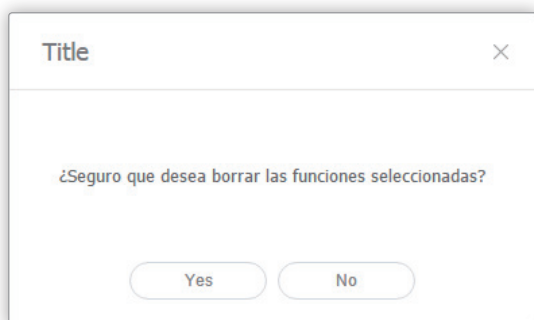 Title
¿Seguro que desea borrar las funciones seleccionadas?
Yes No